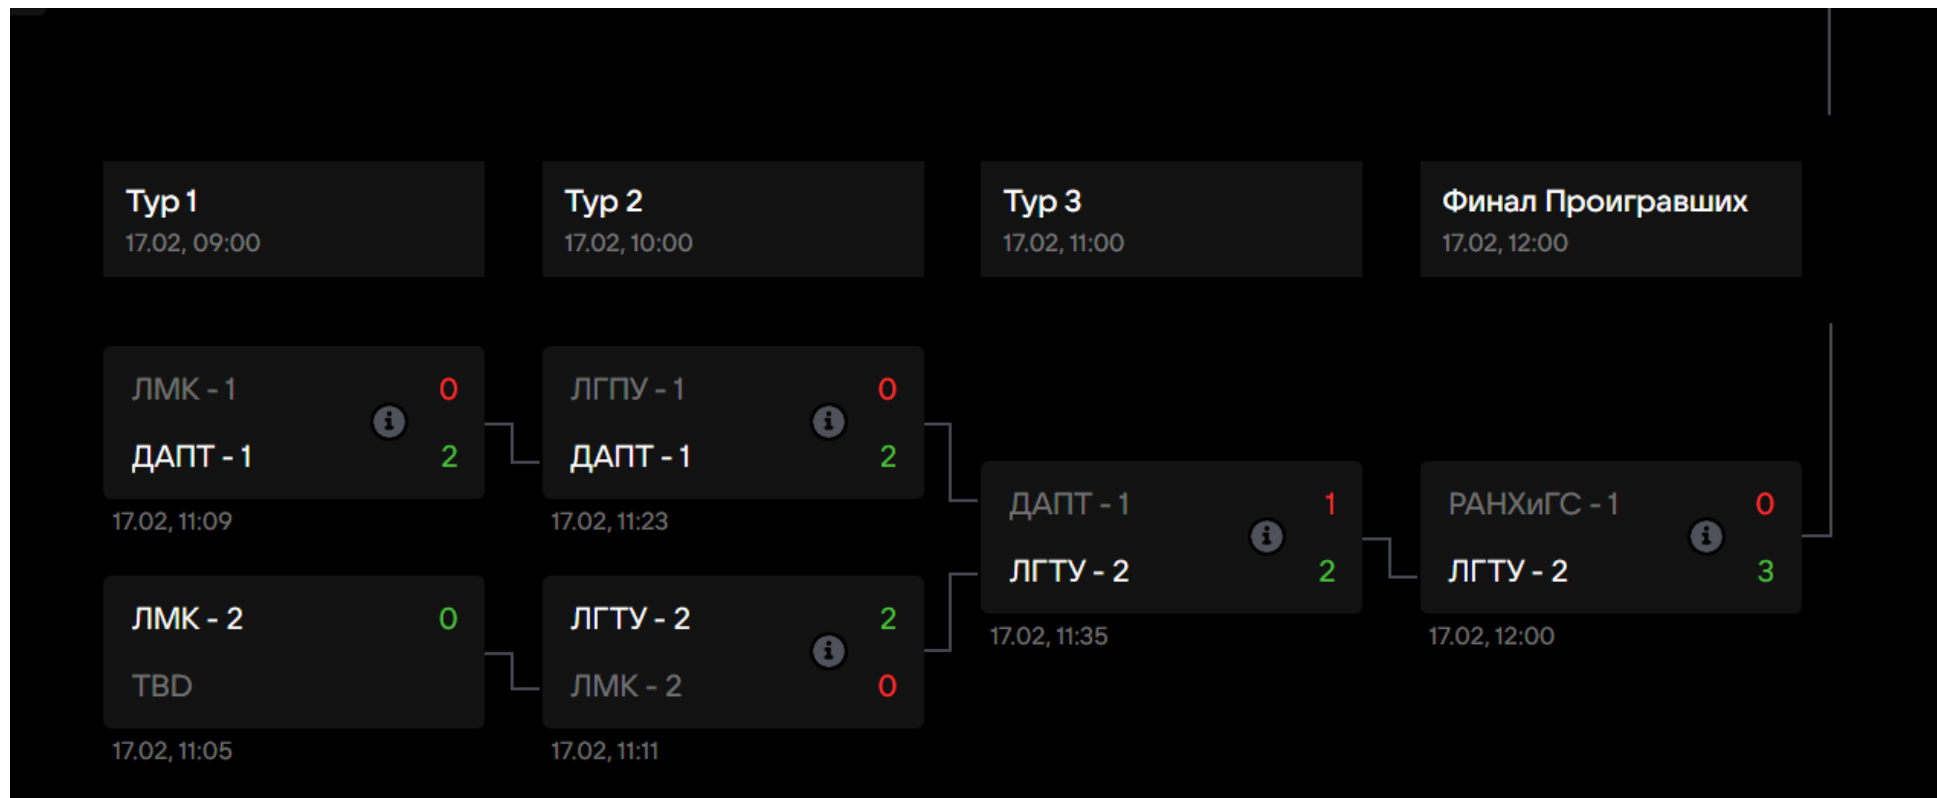 Тур 1
17.02, 09:00
Тур 2
17.02, 10:00
Тур 3
17.02, 11:00
Финал Проигравших
17.02, 12:00
ЛМК - 1 0
ДАПТ - 1 2
17.02, 11:09
ЛМК - 2 0
TBD
17.02, 11:05
ЛГПУ - 1 0
ДАПТ - 1 2
17.02, 11:23
ЛГТУ - 2 2
ЛМК - 2 0
17.02, 11:11
ДАПТ - 1 1
ЛГТУ - 2 2
17.02, 11:35
РАНХиГС - 1 0
ЛГТУ - 2 3
17.02, 12:00